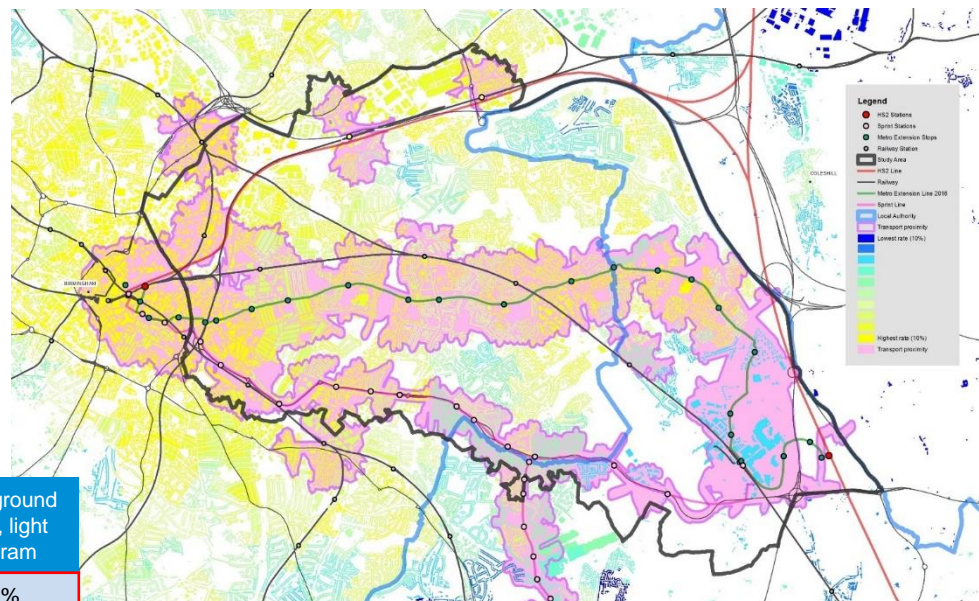 COLESHILL
BIRMINGHAM
Legend
HS2 Stations
Sprint Stations
Metro Extension Stops
Railway Station
Study Area
HS2 Line
Railway
Metro Extension Line 2016
Sprint Line
Local Authority
Transport proximity
Lowest rate (10%)
Highest rate (10%)
Transport proximity
ground
, light
ram
%